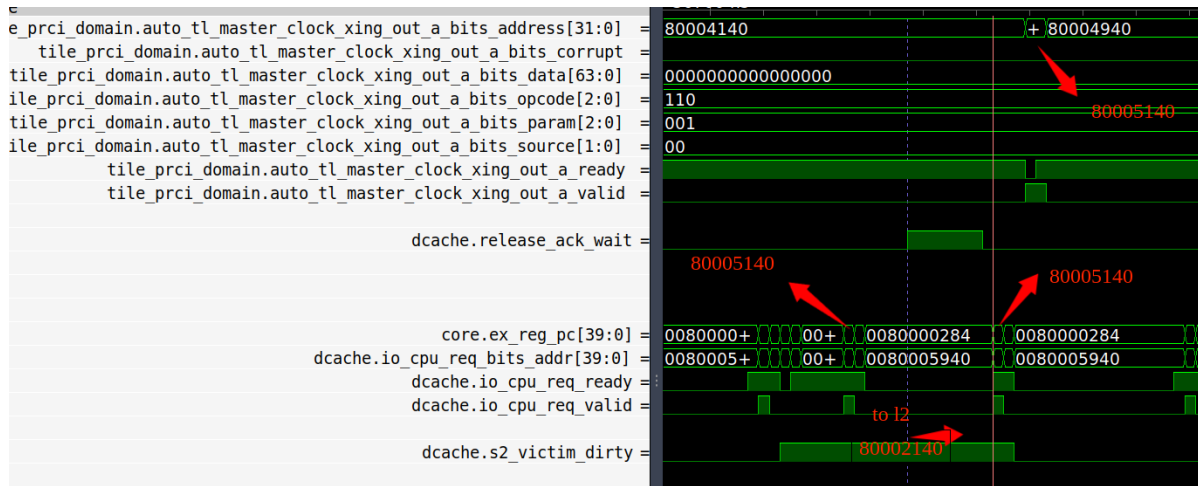 e_prci_domain.auto_tl_master_clock_xing_out_a_bits_address[31:0] = 80004140 + 80004940
tile_prci_domain.auto_tl_master_clock_xing_out_a_bits_corrupt =
tile_prci_domain.auto_tl_master_clock_xing_out_a_bits_data[63:0] = 0000000000000000
ile_prci_domain.auto_tl_master_clock_xing_out_a_bits_opcode[2:0] = 110
80005140
tile_prci_domain.auto_tl_master_clock_xing_out_a_bits_param[2:0] = 001
ile_prci_domain.auto_tl_master_clock_xing_out_a_bits_source[1:0] = 00
tile_prci_domain.auto_tl_master_clock_xing_out_a_ready =
tile_prci_domain.auto_tl_master_clock_xing_out_a_valid =
dcache.release_ack_wait =
80005140 80005140
core.ex_reg_pc[39:0] = 0080000+ 00+ 0080000284 0080000284
dcache.io_cpu_req_bits_addr[39:0] = 0080005+ 00+ 0080005940 0080005940
dcache.io_cpu_req_ready =
dcache.io_cpu_req_valid =
to l2
80002140
dcache.s2_victim_dirty =